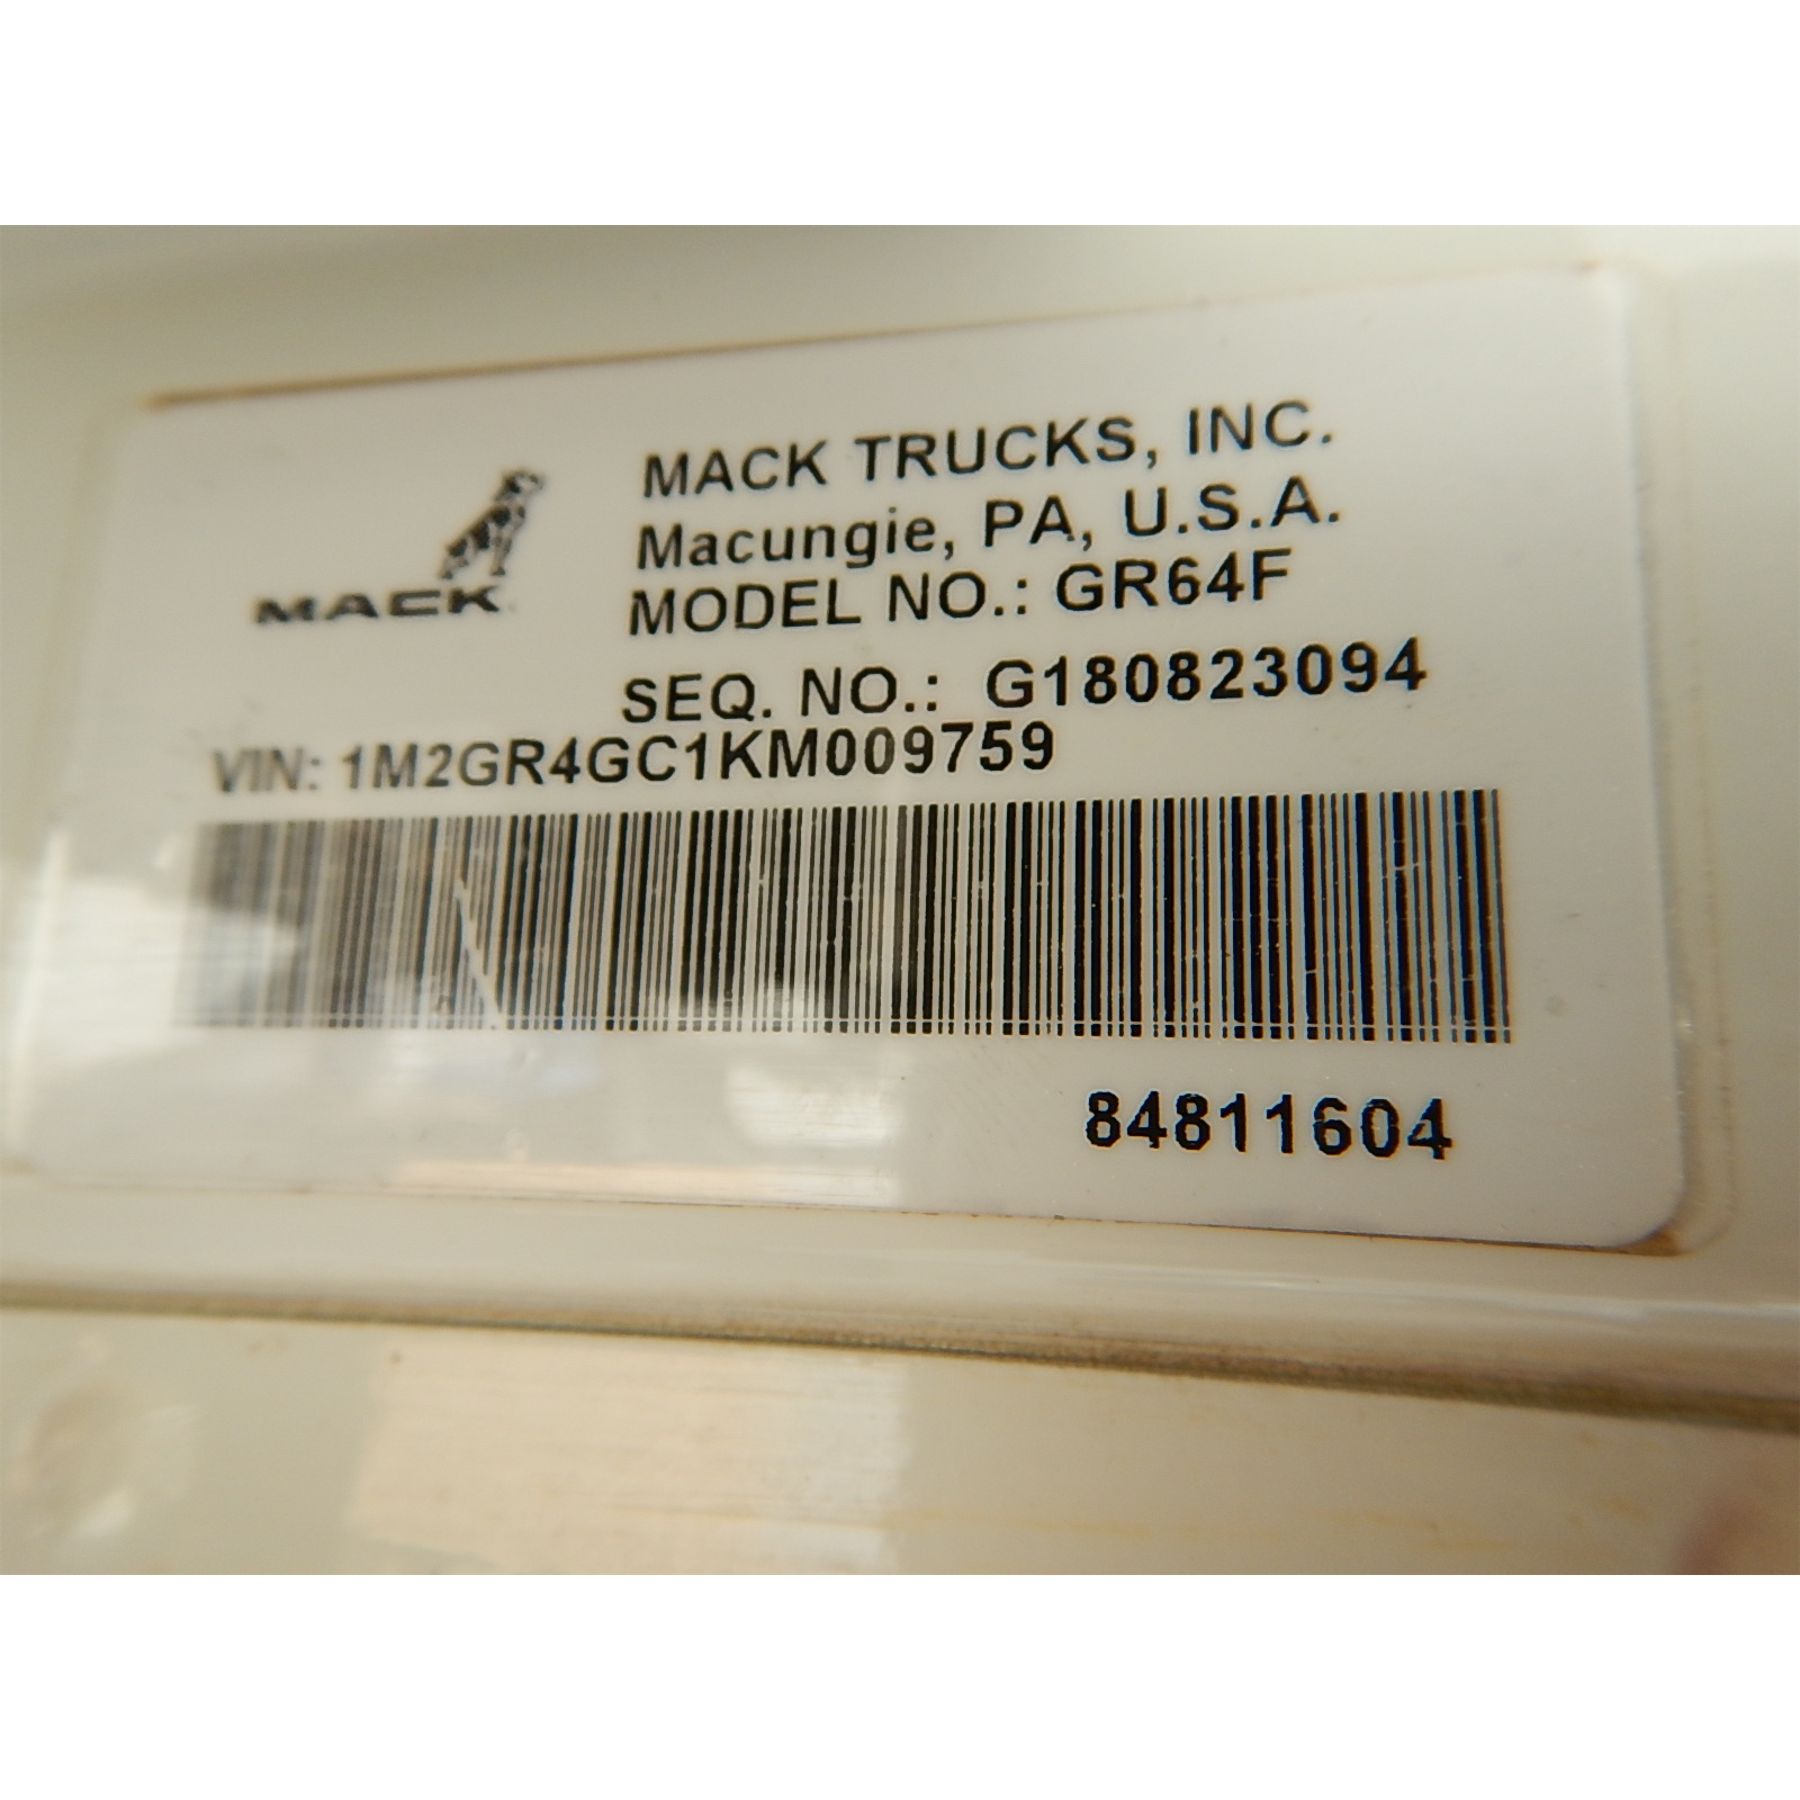 MACK
MACK TRUCKS, INC.
Macungie, PA, U.S.A.
MODEL NO.: GR64F
SEQ. NO.: G180823094
VIN: 1M2GR4GC1KM009759
84811604